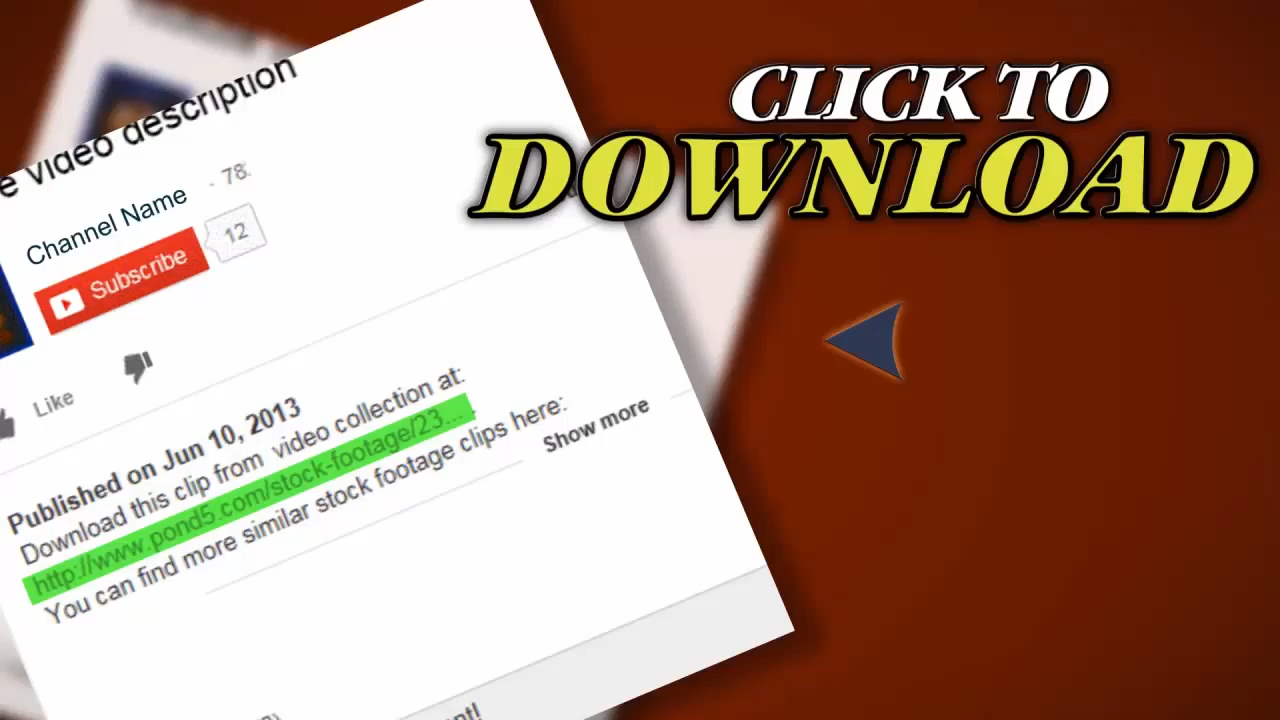 CLICK TO
DOWNLOAD
e video description
Channel Name · 78
Subscribe 12
Like
Published on Jun 10, 2013
Download this clip from video collection at:
http://www.pond5.com/stock-footage/23... .
You can find more similar stock footage clips here:
Show more